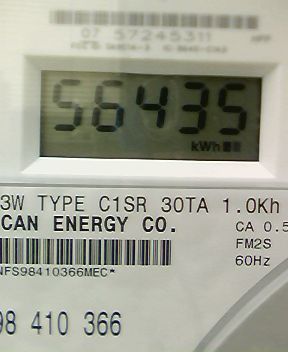 07 57245311
56435
kWh
3W TYPE C1SR 30TA 1.0Kh
CAN ENERGY CO.
CA 0.5
FM2S
60Hz
NFS98410366MEC*
98 410 366